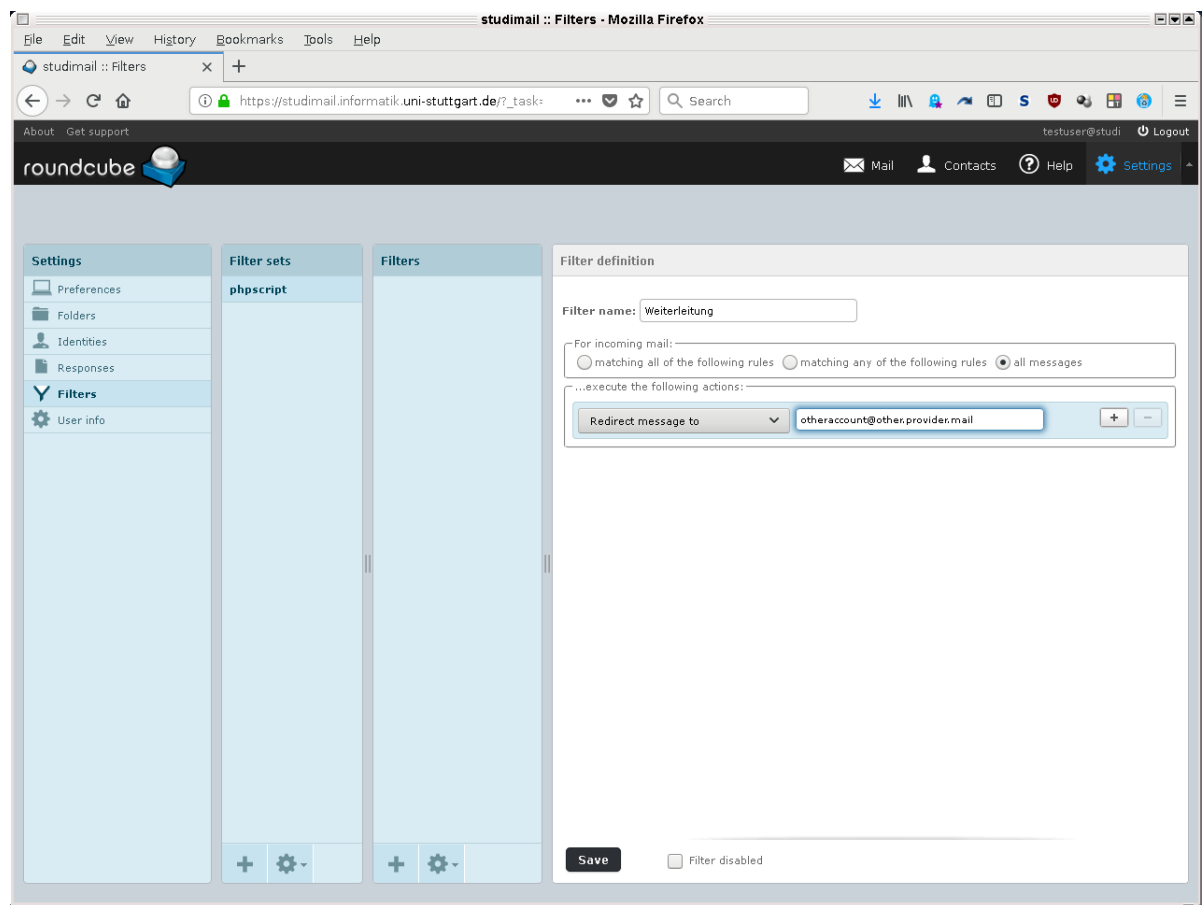 studimail :: Filters - Mozilla Firefox
File Edit View History Bookmarks Tools Help
studimail :: Filters
https://studimail.informatik.uni-stuttgart.de/?_task= Search
About Get support testuser@studi Logout
roundcube Mail Contacts Help Settings
Settings Filter sets Filters Filter definition
Preferences phpscript
Folders Filter name: Weiterleitung
Identities For incoming mail:
Responses matching all of the following rules matching any of the following rules all messages
Filters ...execute the following actions:
User info Redirect message to otheraccount@other.provider.mail
Save Filter disabled